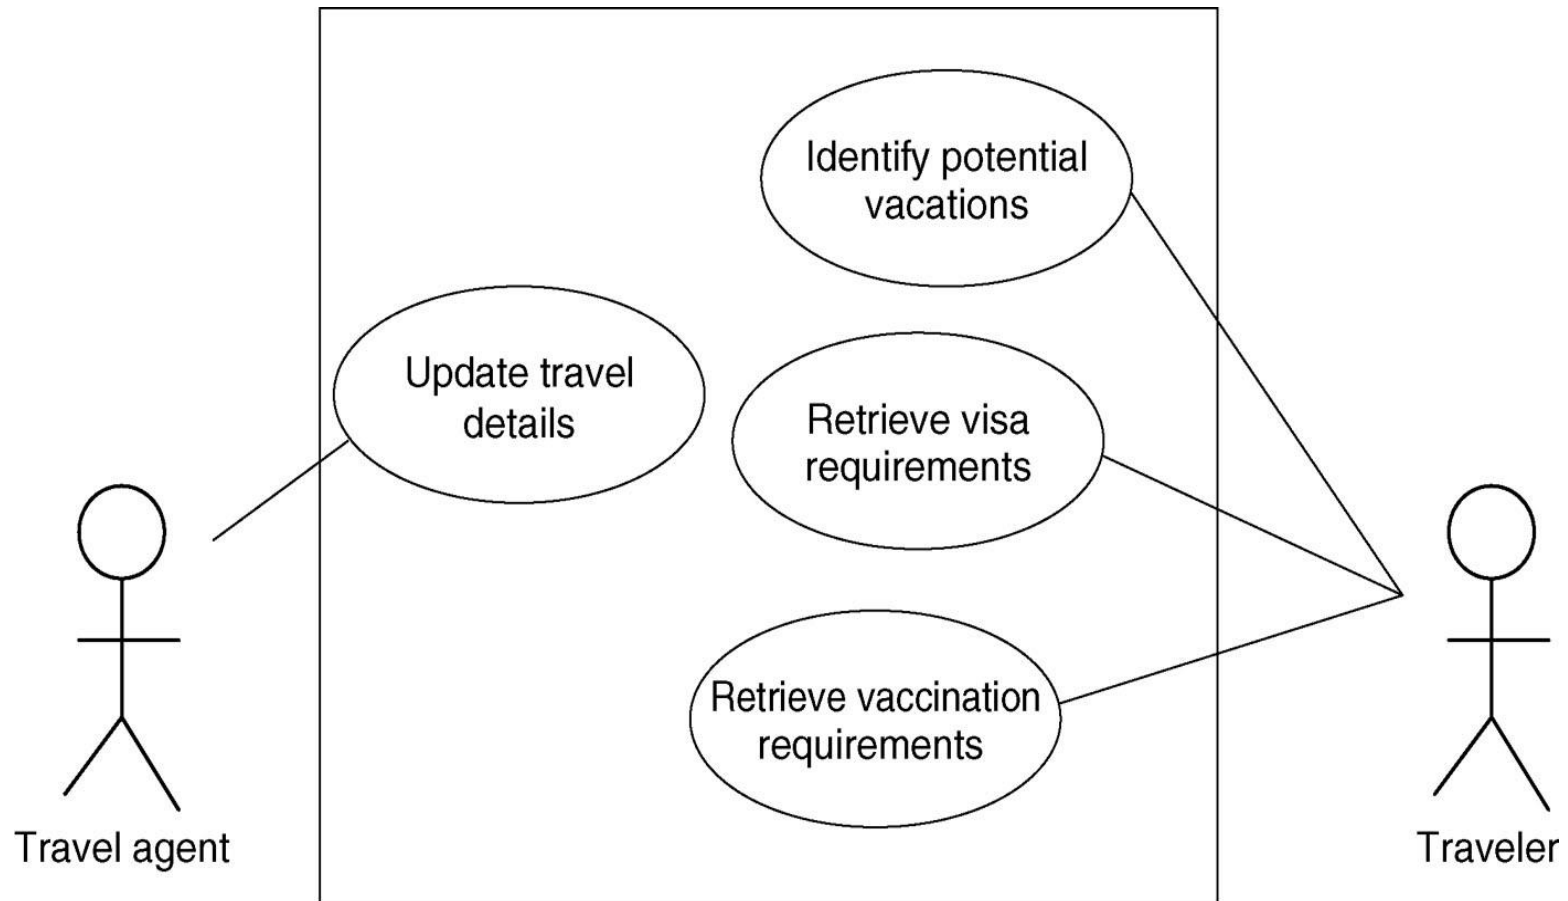 Identify potential
vacations
Update travel
details
Retrieve visa
requirements
Retrieve vaccination
requirements
Travel agent
Traveler